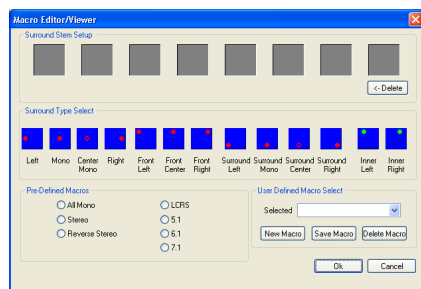 Macro Editor/Viewer
Surround Stem Setup
<- Delete
Surround Type Select
Left Mono Center Mono Right Front Left Front Center Front Right Surround Left Surround Mono Surround Center Surround Right Inner Left Inner Right
Pre-Defined Macros
All Mono
Stereo
Reverse Stereo
LCRS
5.1
6.1
7.1
User Defined Macro Select
Selected
New Macro Save Macro Delete Macro
Ok Cancel